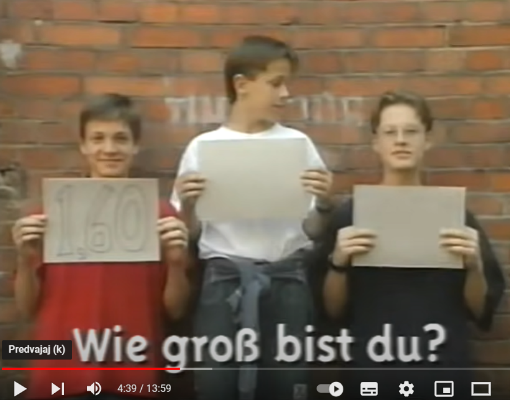 1,60
Wie groß bist du?
Predvajaj (k)
4:39 / 13:59